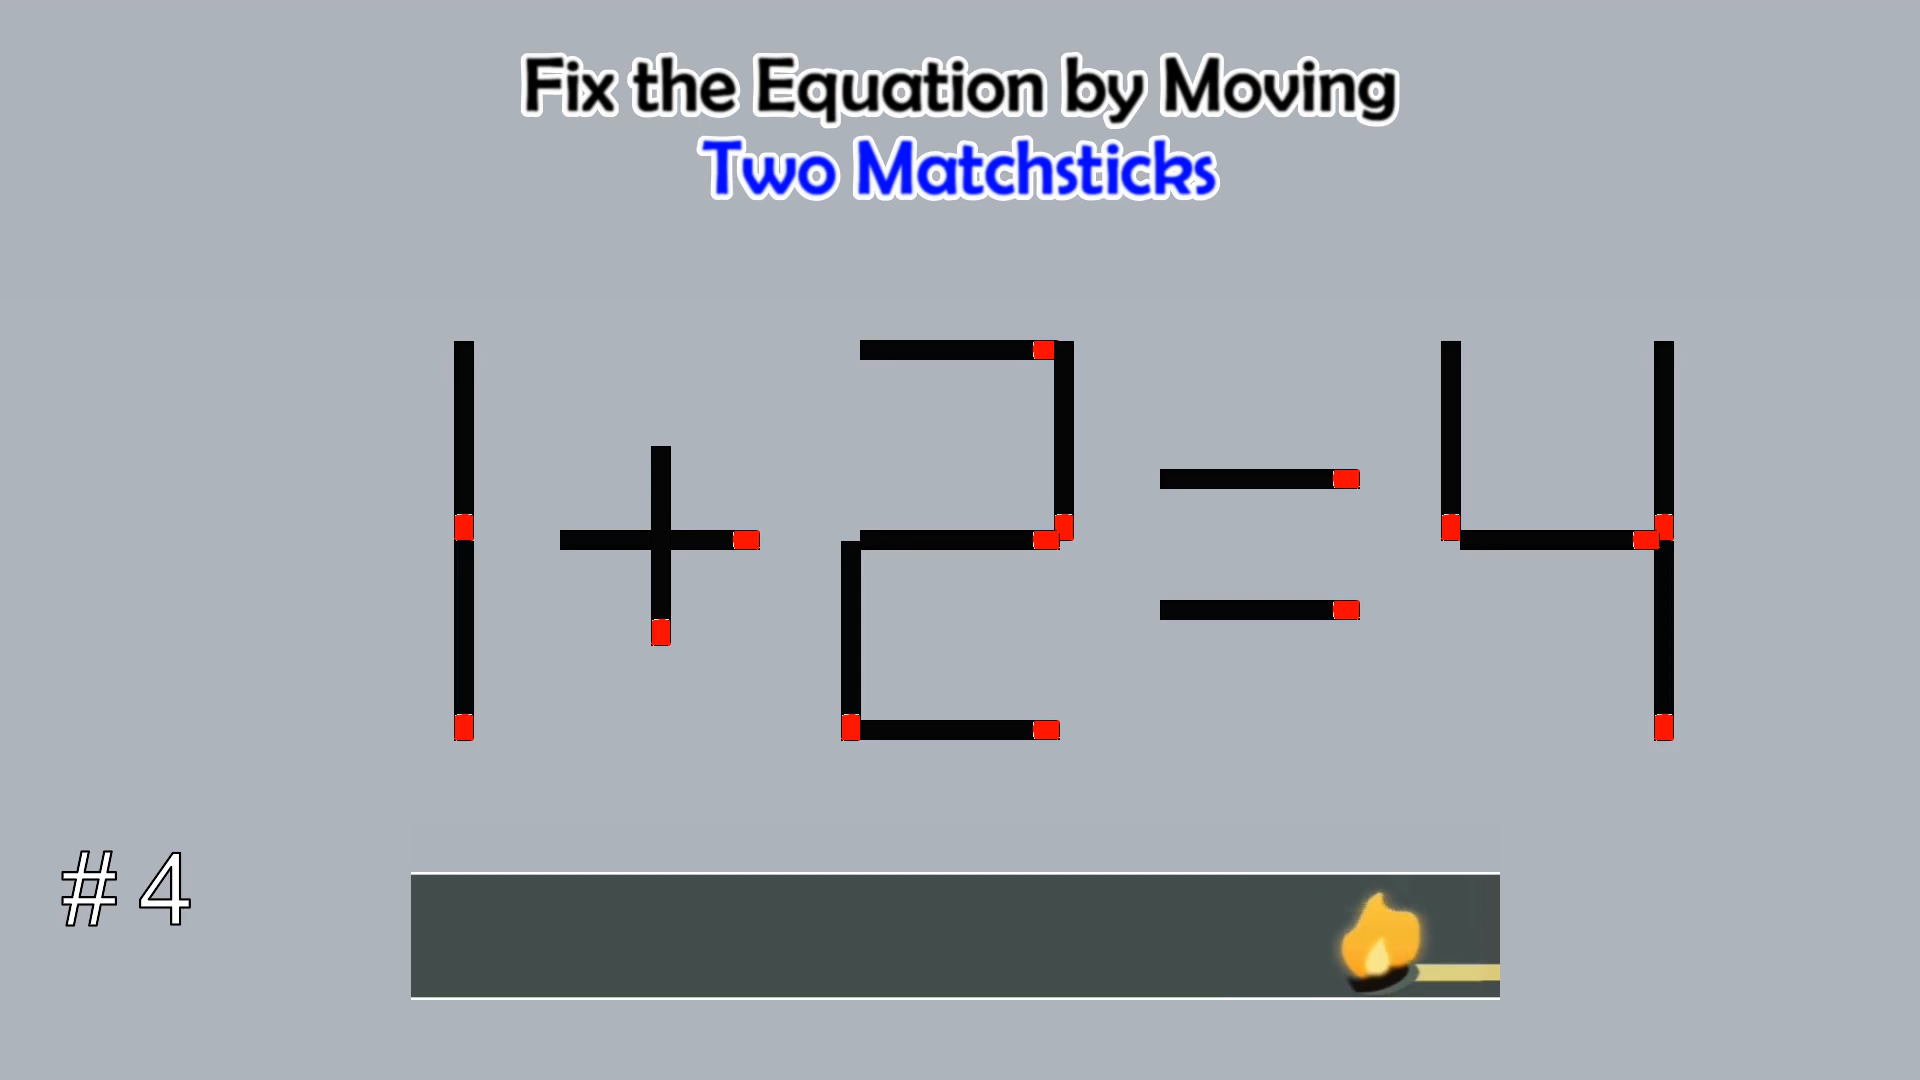 Fix the Equation by Moving
Two Matchsticks
1+2=4
#4